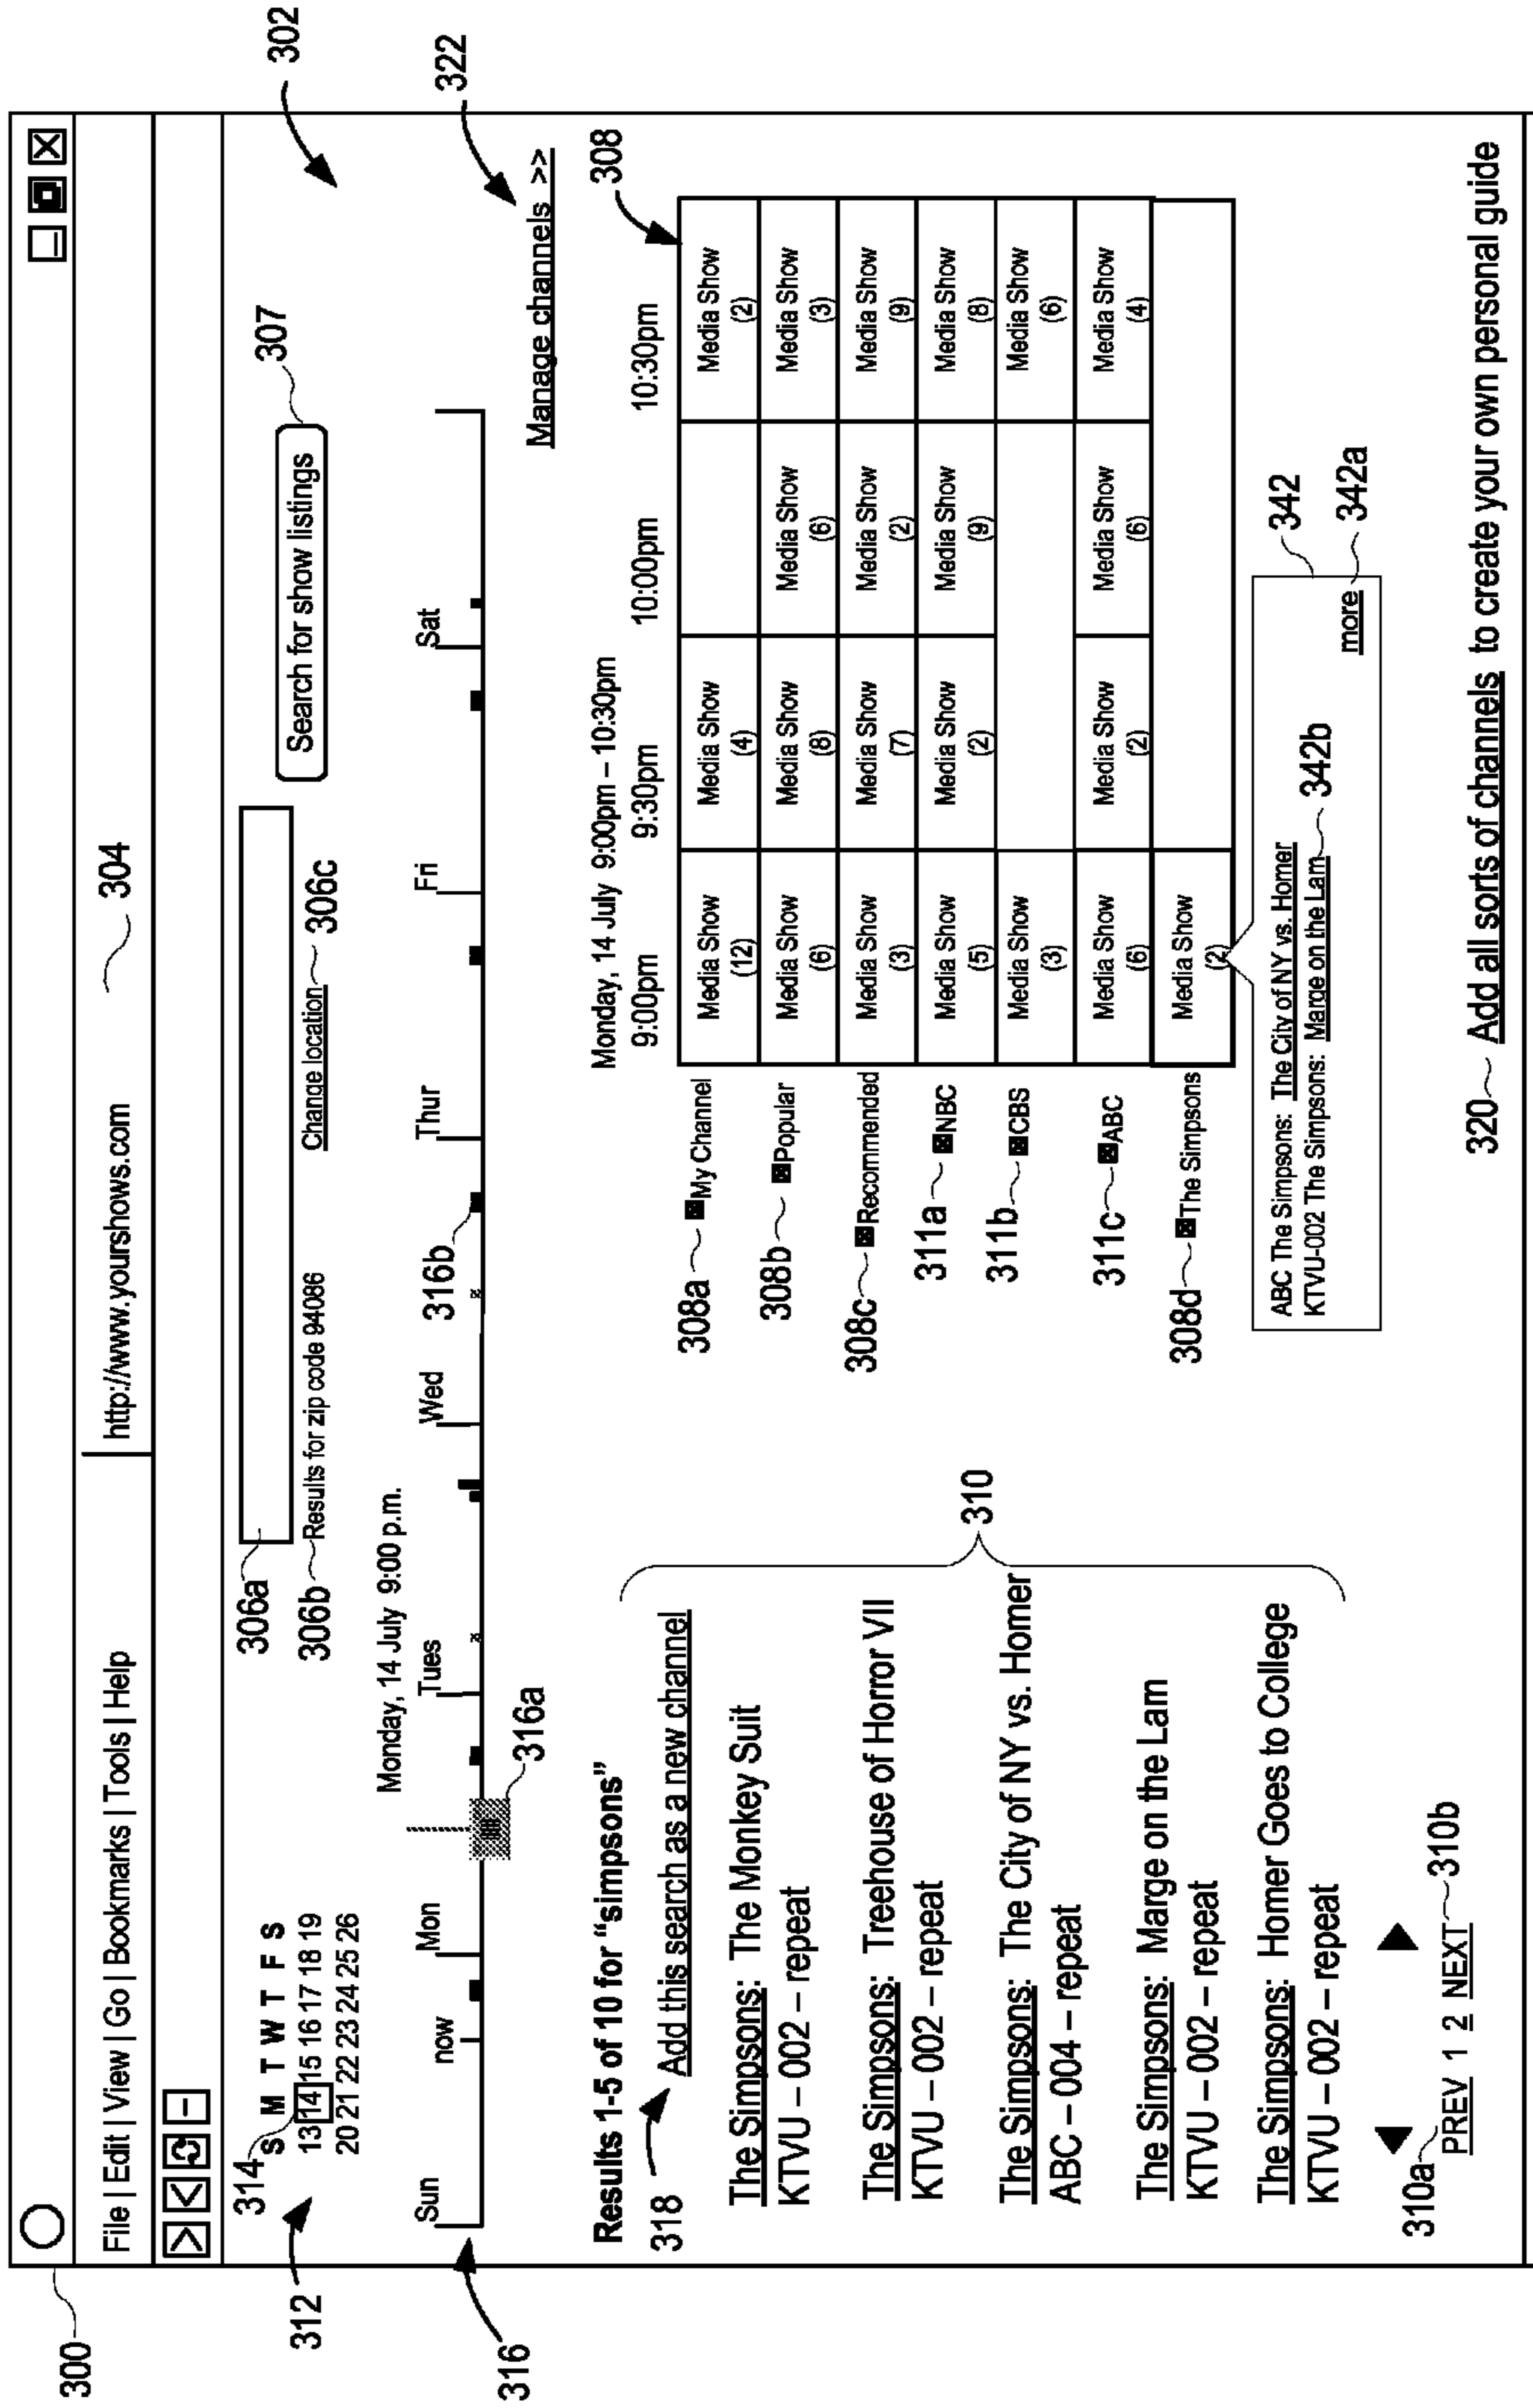 300
File | Edit | View | Go | Bookmarks | Tools | Help
http://www.yourshows.com
304
302
314
312
S M T W T F S
13 14 15 16 17 18 19
20 21 22 23 24 25 26
306a
306b
Results for zip code 94086
Change location
306c
Search for show listings
307
Monday, 14 July 9:00 p.m.
Sun
now
Mon
Tues
Wed
Thur
Fri
Sat
316
316a
316b
Manage channels >>
322
Results 1-5 of 10 for “simpsons”
318
Add this search as a new channel
The Simpsons: The Monkey Suit
KTVU – 002 – repeat
The Simpsons: Treehouse of Horror VII
KTVU – 002 – repeat
The Simpsons: The City of NY vs. Homer
ABC – 004 – repeat
The Simpsons: Marge on the Lam
KTVU – 002 – repeat
The Simpsons: Homer Goes to College
KTVU – 002 – repeat
310
310a
PREV 1 2 NEXT
310b
Monday, 14 July 9:00pm – 10:30pm
9:00pm 9:30pm 10:00pm 10:30pm
308
308a My Channel
Media Show (12) Media Show (4) Media Show (2)
308b Popular
Media Show (6) Media Show (8) Media Show (6) Media Show (3)
308c Recommended
Media Show (3) Media Show (7) Media Show (2) Media Show (9)
311a NBC
Media Show (5) Media Show (2) Media Show (9) Media Show (8)
311b CBS
Media Show (3) Media Show (6)
311c ABC
Media Show (6) Media Show (2) Media Show (6) Media Show (4)
308d The Simpsons
Media Show (2)
ABC The Simpsons: The City of NY vs. Homer
KTVU-002 The Simpsons: Marge on the Lam
342b
more
342
342a
320
Add all sorts of channels to create your own personal guide